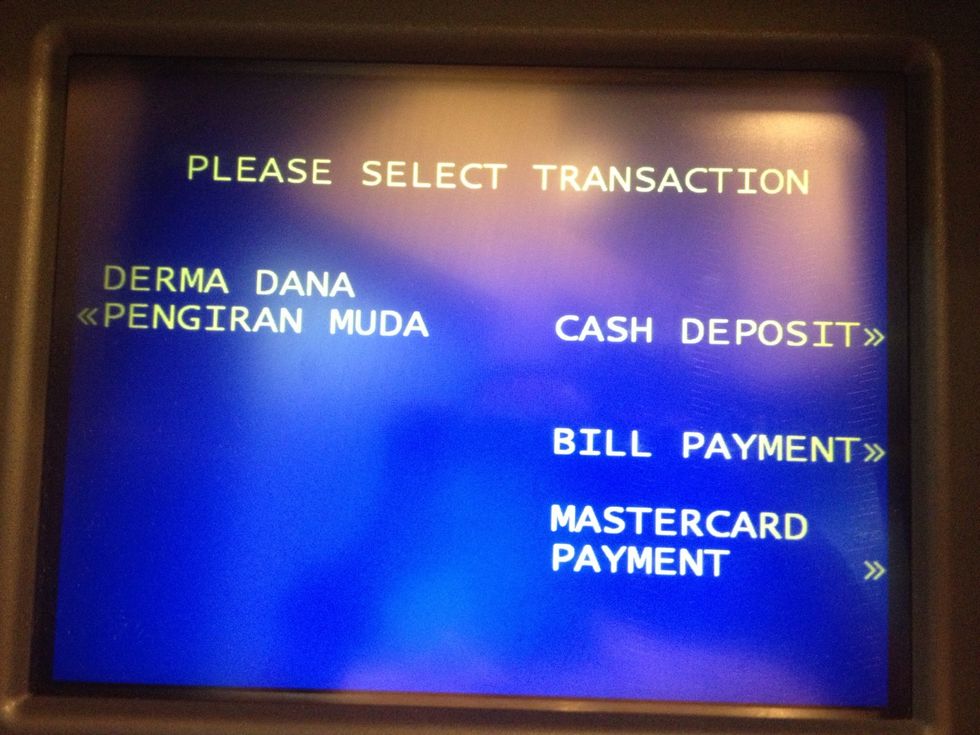 PLEASE SELECT TRANSACTION
DERMA DANA
«PENGIRAN MUDA
CASH DEPOSIT»
BILL PAYMENT»
MASTERCARD
PAYMENT »